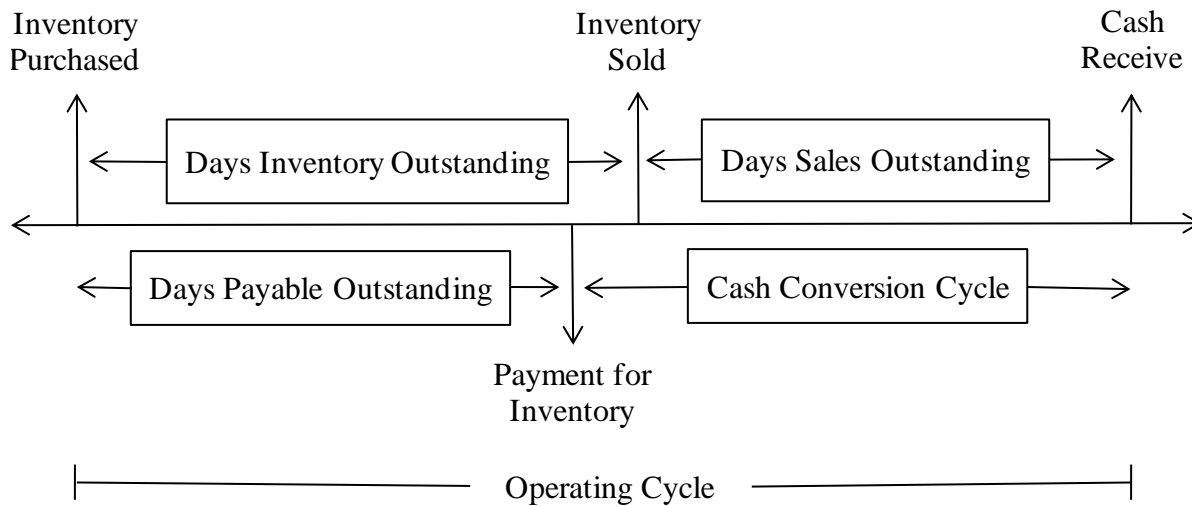 Inventory
Purchased
Inventory
Sold
Cash
Receive
Days Inventory Outstanding
Days Sales Outstanding
Days Payable Outstanding
Cash Conversion Cycle
Payment for
Inventory
Operating Cycle